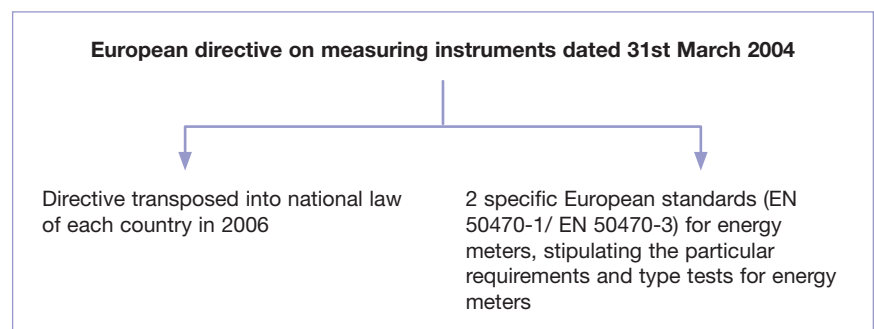 European directive on measuring instruments dated 31st March 2004
Directive transposed into national law
of each country in 2006
2 specific European standards (EN
50470-1/ EN 50470-3) for energy
meters, stipulating the particular
requirements and type tests for energy
meters